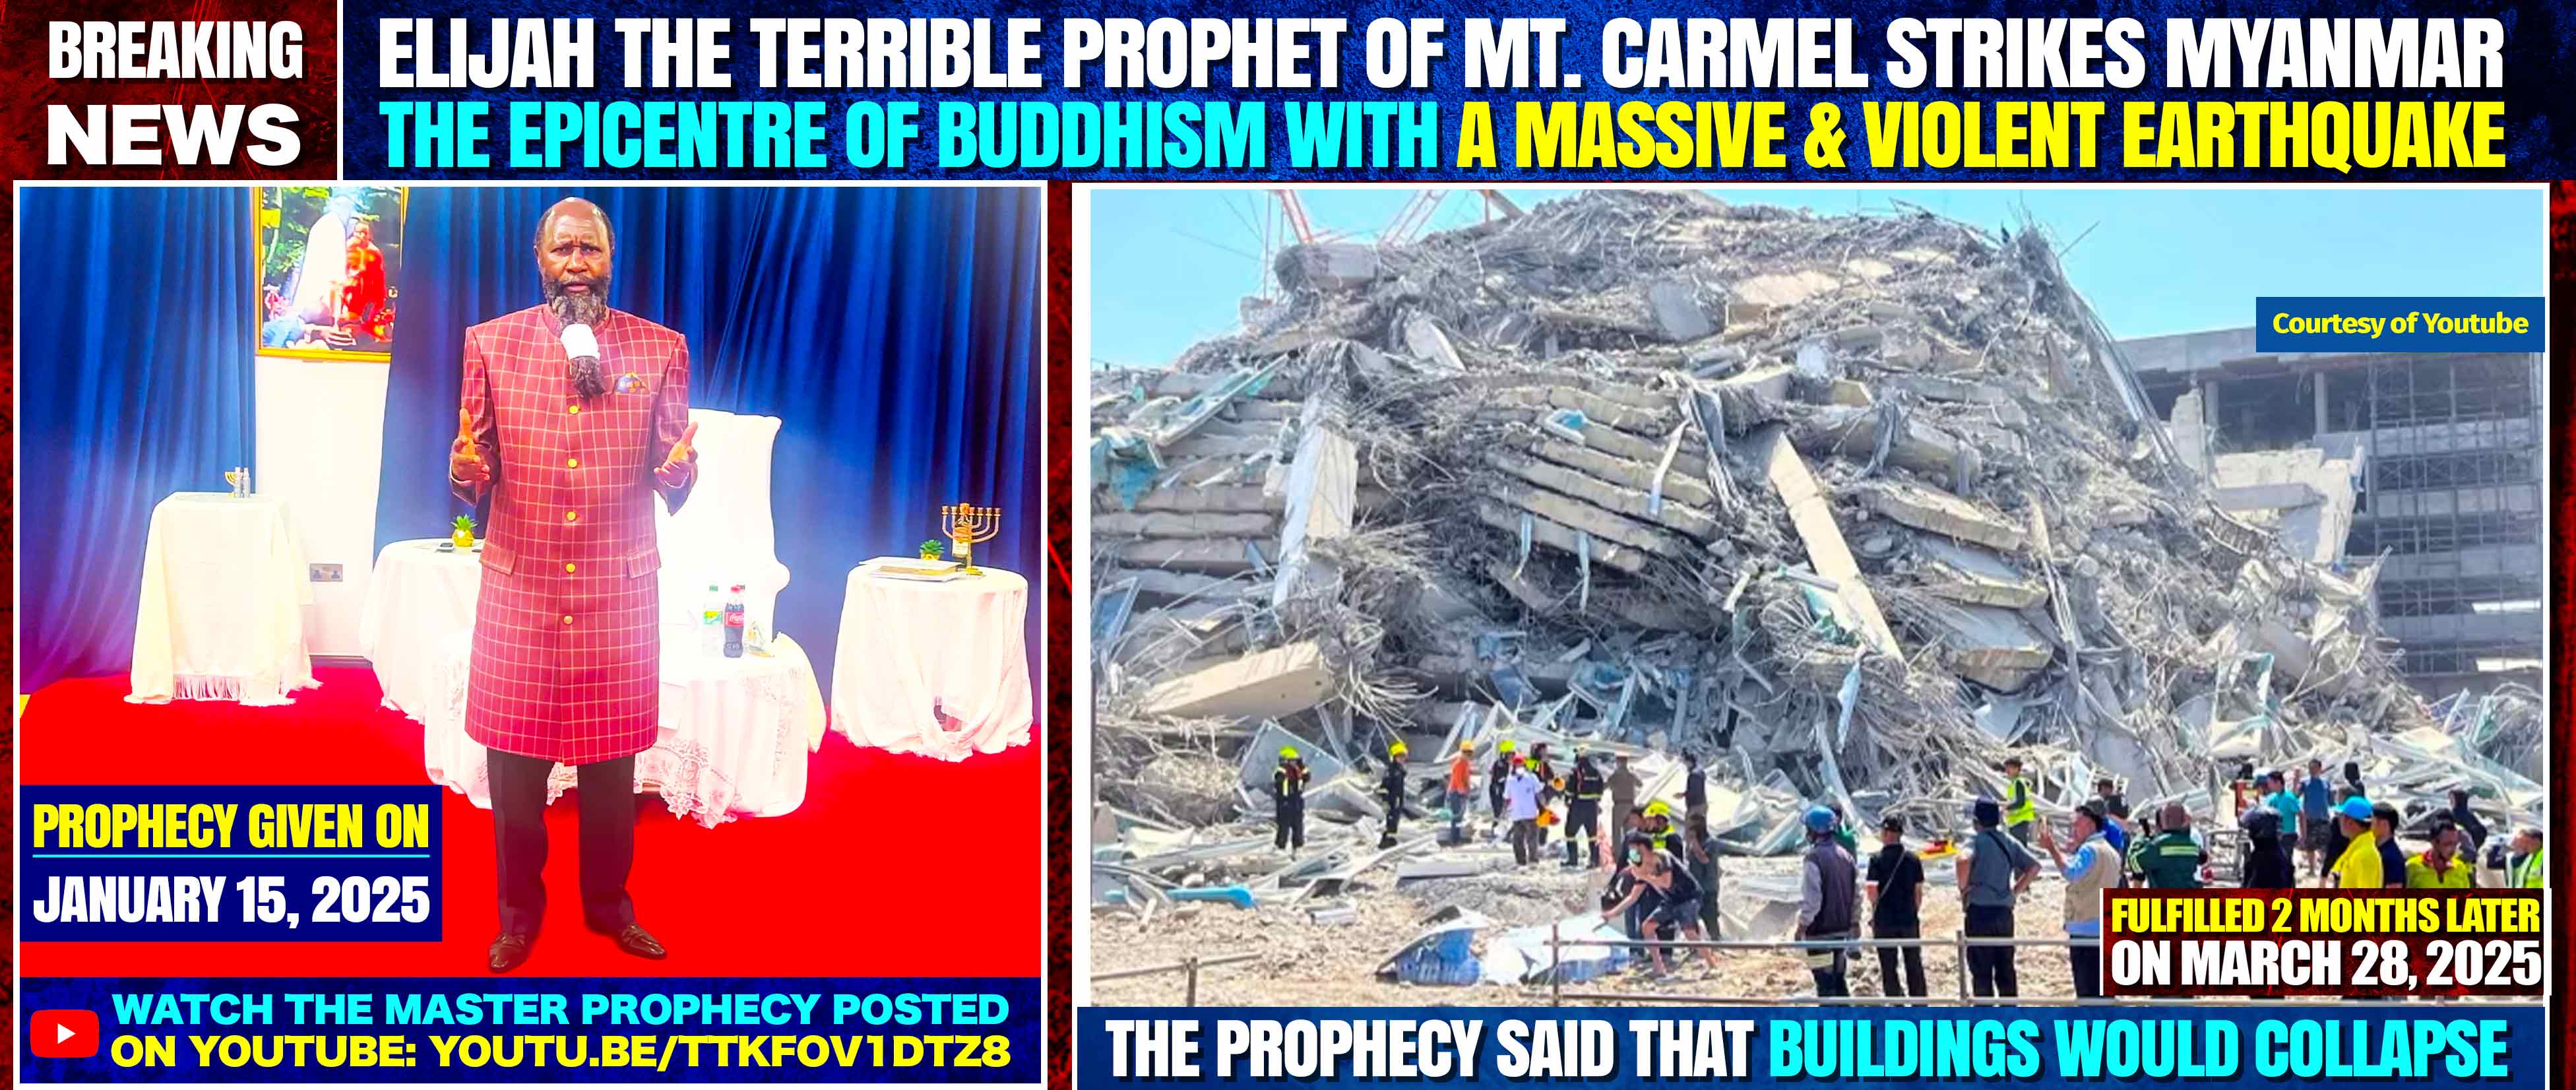 BREAKING
NEWS
ELIJAH THE TERRIBLE PROPHET OF MT. CARMEL STRIKES MYANMAR
THE EPICENTRE OF BUDDHISM WITH A MASSIVE & VIOLENT EARTHQUAKE
Courtesy of Youtube
PROPHECY GIVEN ON
JANUARY 15, 2025
FULFILLED 2 MONTHS LATER
ON MARCH 28, 2025
WATCH THE MASTER PROPHECY POSTED
ON YOUTUBE: YOUTU.BE/TTKFOV1DTZ8
THE PROPHECY SAID THAT BUILDINGS WOULD COLLAPSE